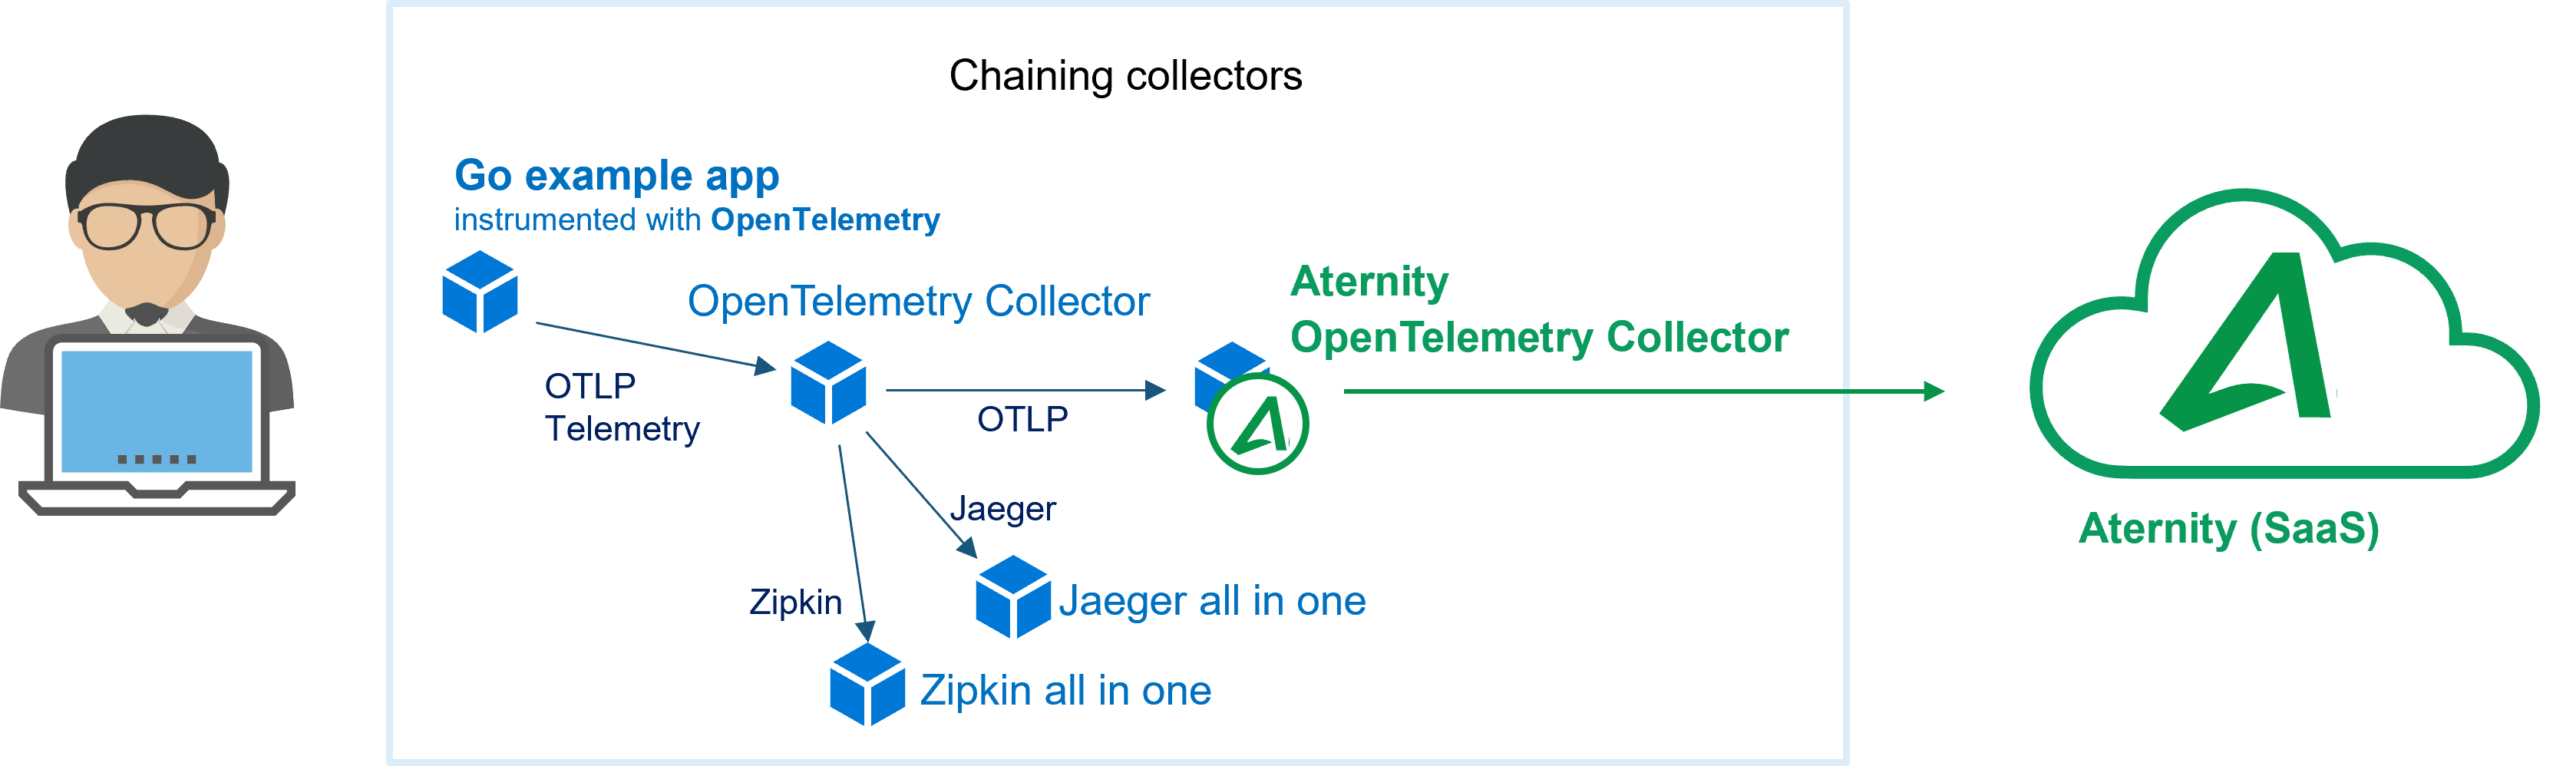 Chaining collectors
Go example app
instrumented with OpenTelemetry
OpenTelemetry Collector
Aternity
OpenTelemetry Collector
OTLP
Telemetry
OTLP
Jaeger
Zipkin
Jaeger all in one
Zipkin all in one
Aternity (SaaS)